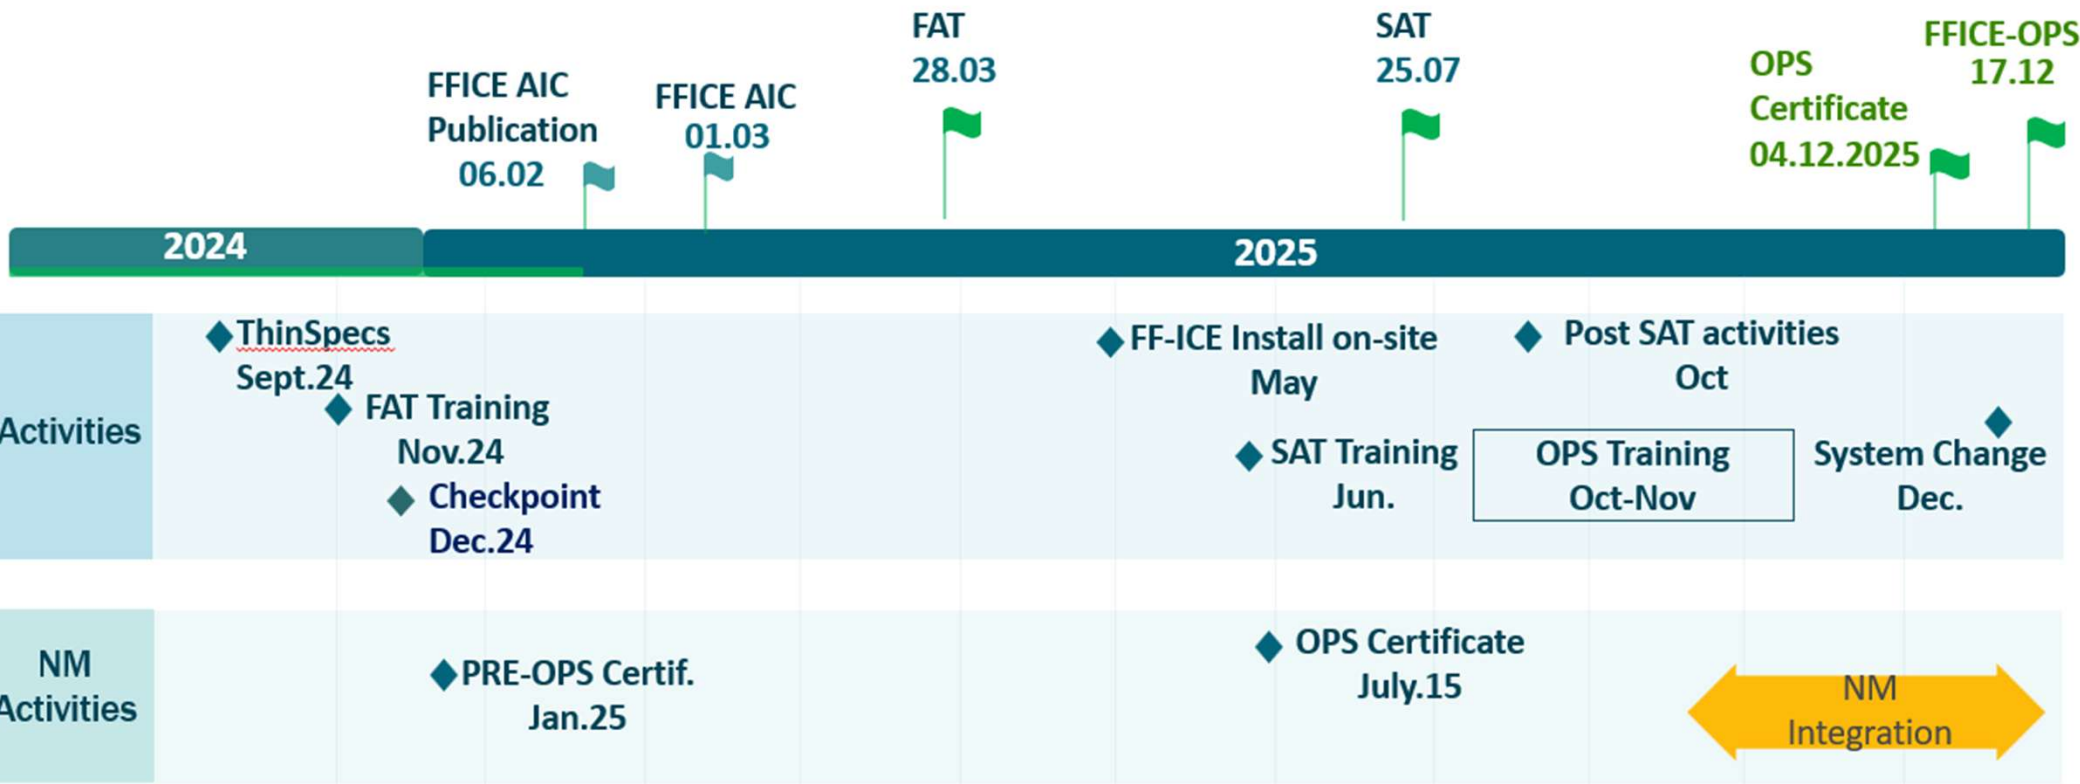 FAT
28.03
SAT
25.07
FFICE-OPS
17.12
OPS
Certificate
04.12.2025
FFICE AIC
Publication
06.02
FFICE AIC
01.03
2024
2025
Activities
ThinSpecs
Sept.24
FAT Training
Nov.24
Checkpoint
Dec.24
FF-ICE Install on-site
May
SAT Training
Jun.
Post SAT activities
Oct
OPS Training
Oct-Nov
System Change
Dec.
NM
Activities
PRE-OPS Certif.
Jan.25
OPS Certificate
July.15
NM
Integration